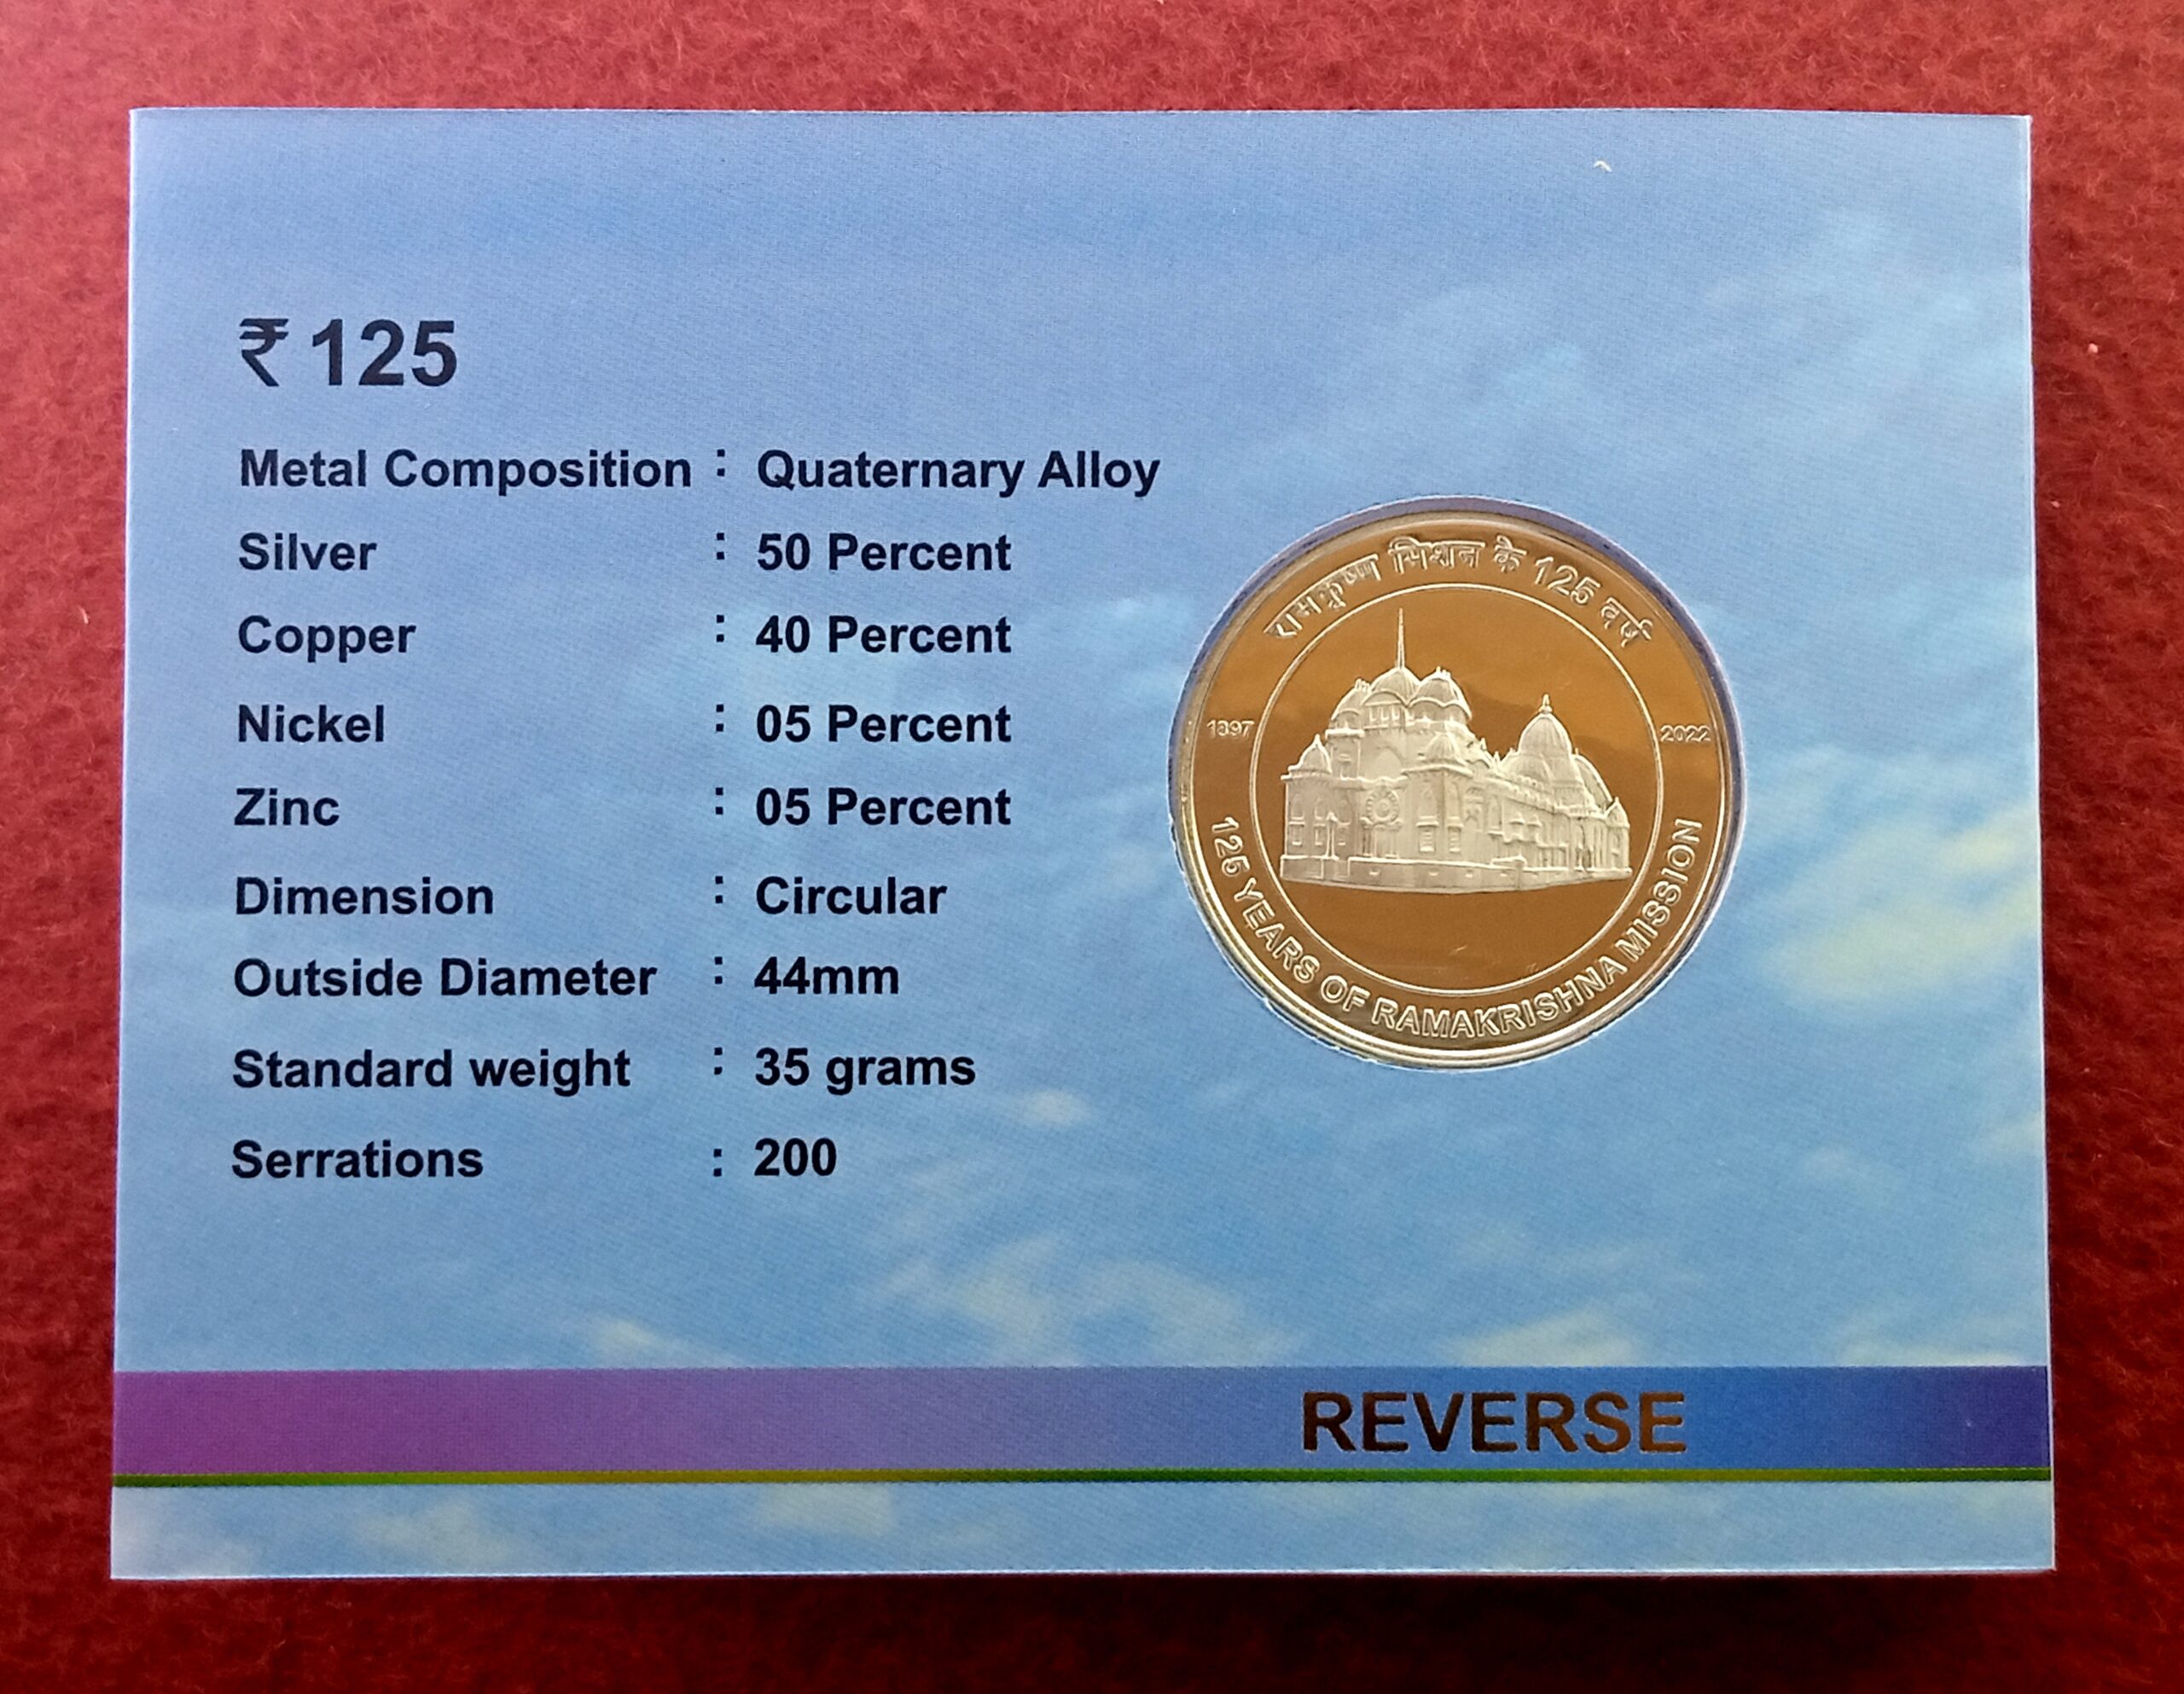 ₹ 125
Metal Composition : Quaternary Alloy
Silver : 50 Percent
Copper : 40 Percent
Nickel : 05 Percent
Zinc : 05 Percent
Dimension : Circular
Outside Diameter : 44mm
Standard weight : 35 grams
Serrations : 200
रामकृष्ण मिशन के 125 वर्ष
1897
2022
125 YEARS OF RAMAKRISHNA MISSION
REVERSE